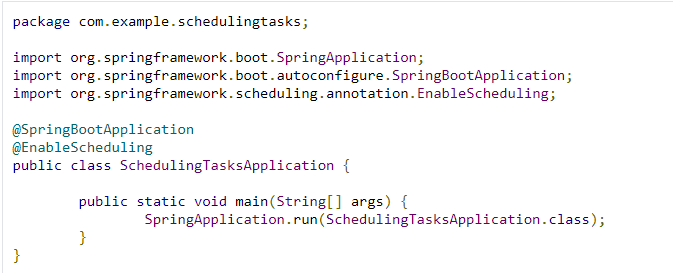 package com.example.schedulingtasks;
import org.springframework.boot.SpringApplication;
import org.springframework.boot.autoconfigure.SpringBootApplication;
import org.springframework.scheduling.annotation.EnableScheduling;
@SpringBootApplication
@EnableScheduling
public class SchedulingTasksApplication {
public static void main(String[] args) {
SpringApplication.run(SchedulingTasksApplication.class);
}
}